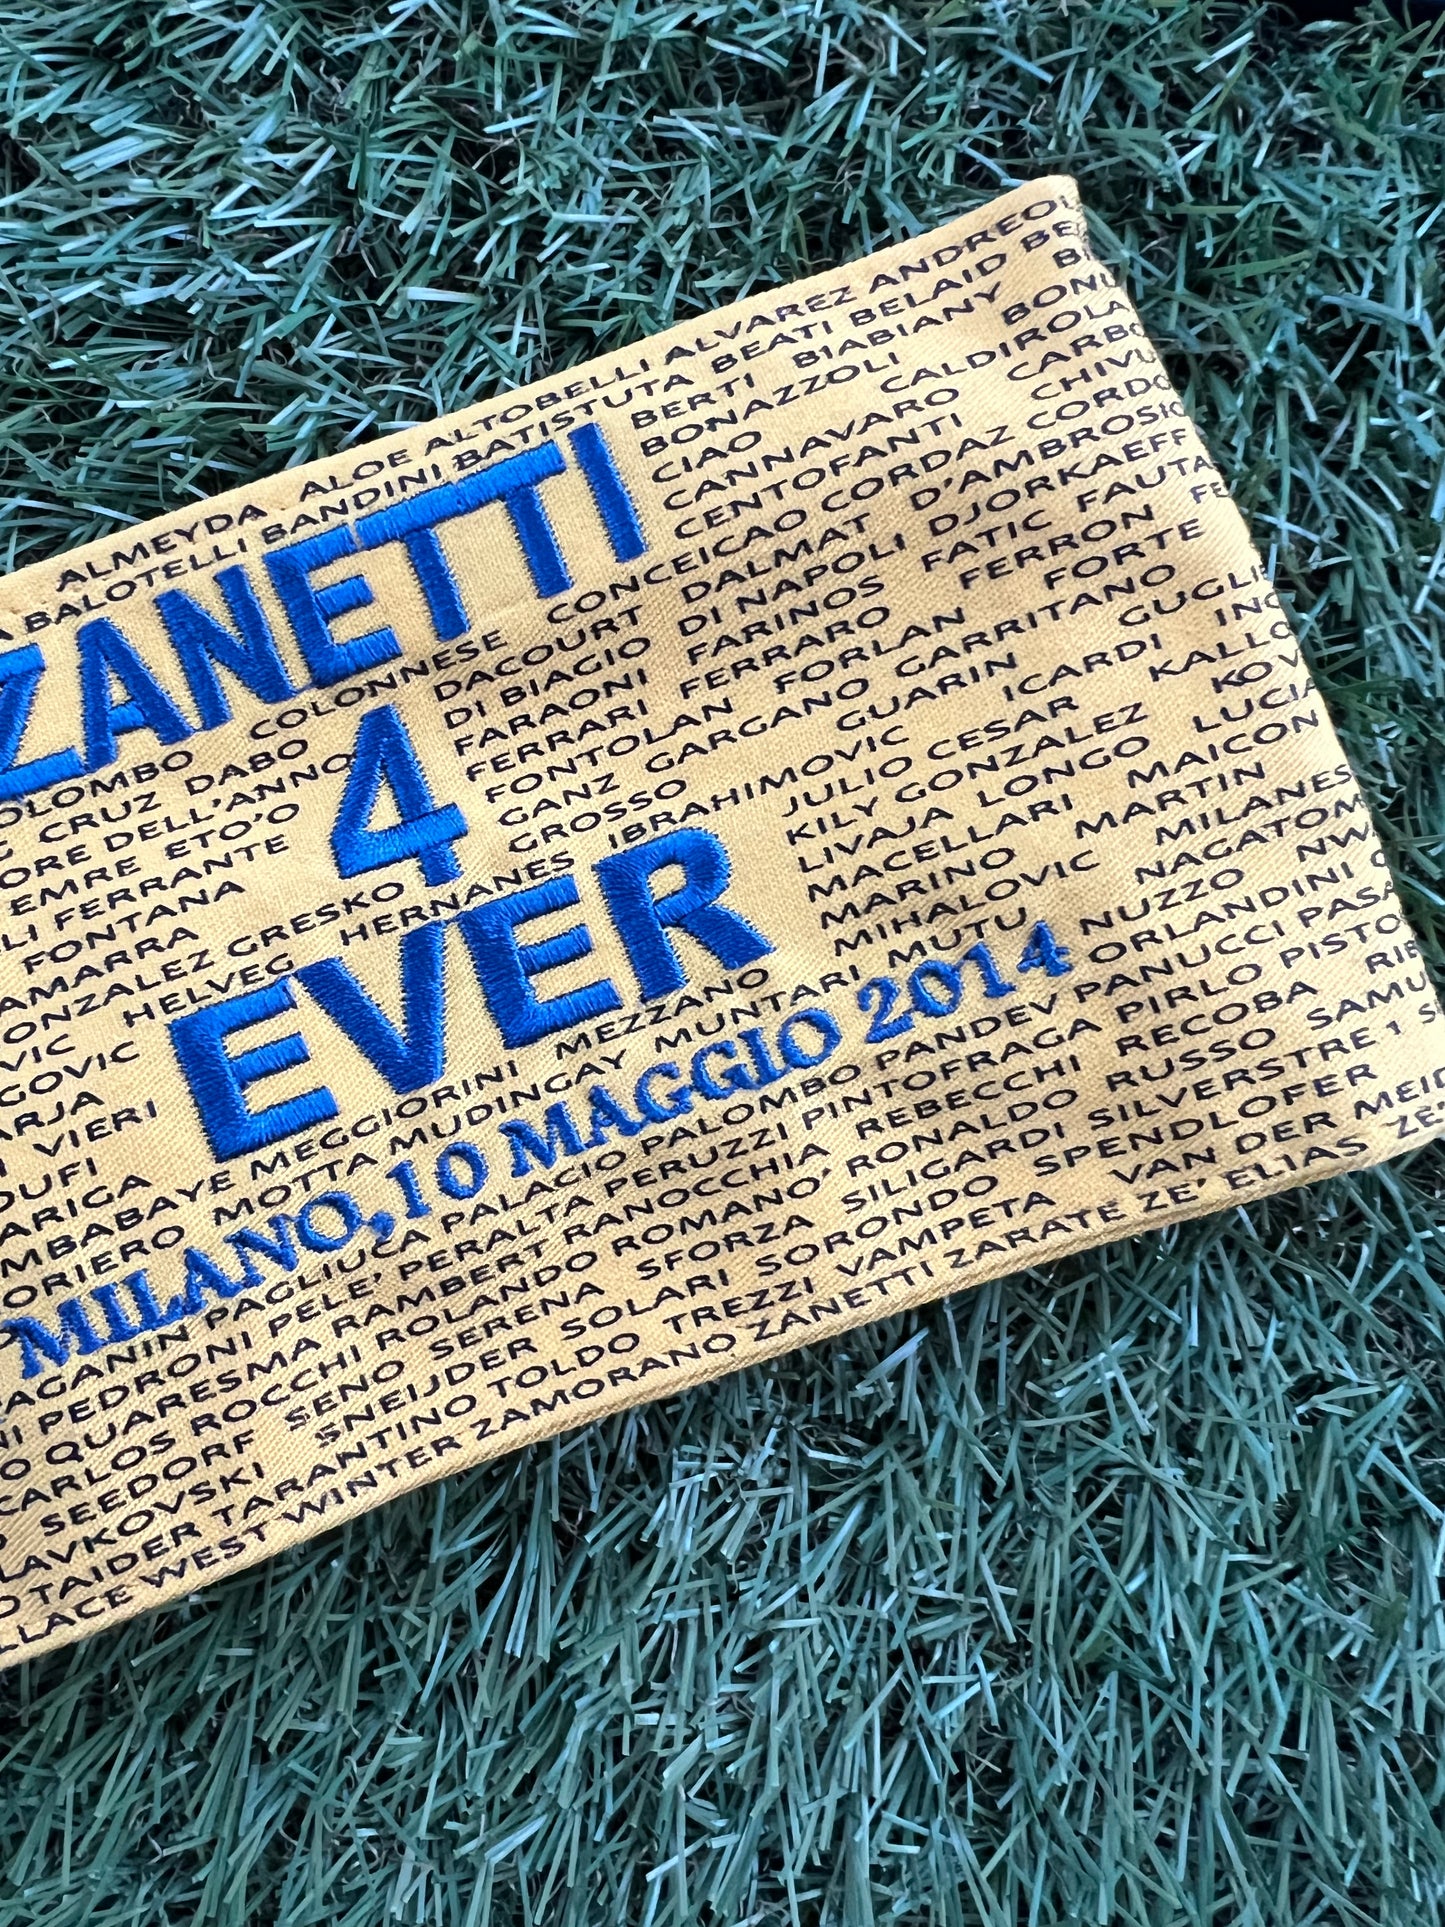 ALMEYDA ALOE ALTOBELLI ALVAREZ
BALOTELLI BANDINI BATISTUTA BEATI BELAID
BERTI BIABIANY
BONAZZOLI
CIAO CALDIROLA
CANNAVARO
CENTOFANTI
ZANETTI
COLONNESE CONCEICAO CORDAZ
DACOURT DALMAT D'AMBROSIO
CRUZ DABO DI BIAGIO DI NAPOLI DJORKAEFF
DELL'ANNO FARAONI FARINOS FATIC
EMRE ETO'O FERRARI FERRARO FERRON
FERRANTE FONTOLAN FORLAN FORTE
FONTANA GANZ GARGANO GARRITANO
4
GROSSO GUARIN
GRESKO HERNANES IBRAHIMOVIC ICARDI
HELVEG JULIO CESAR
KILY GONZALEZ
LIVAJA LONGO
MACELLARI MAICON
MARINO MARTIN
VIERI MIHALOVIC
EVER
MEGGIORINI MEZZANO MILANESE
MOTTA MUDINGAY MUNTARI MUTU
NUZZO
MILANO, 10 MAGGIO 2014
ORLANDINI
PAGLIUCA PALACIO PALOMBO PANDEV PANUCCI
PEDRONI PELE' PERALTA PERUZZI PINTOFRAGA PIRLO
QUARESMA RAMBERT RANOCCHIA REBECCHI RECOBA
CARLOS ROCCHI ROLANDO ROMANO' RONALDO RUSSO
SEEDORF SENO SERENA SFORZA SILIGARDI SILVERSTRE 1
SNEIJDER SOLARI SORONDO SPENDLOFER
TAIDER TARANTINO TOLDO TREZZI VAMPETA VAN DER
WEST WINTER ZAMORANO ZANETTI ZARATE ZE' ELIAS